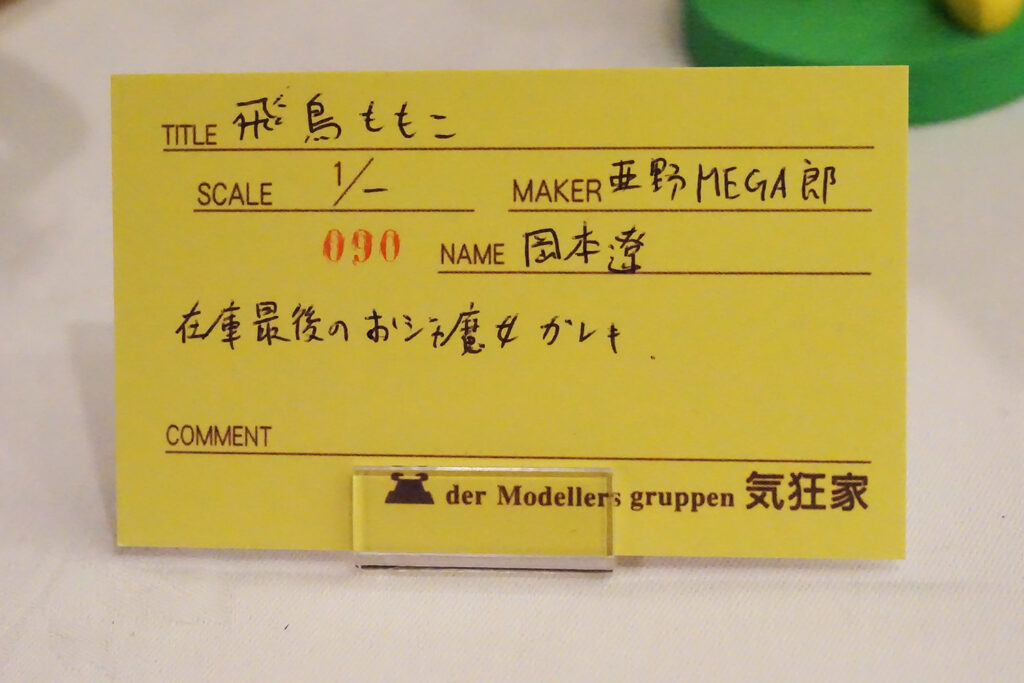 TITLE 飛鳥ももこ
SCALE 1/− MAKER 亜野MEGA郎
090 NAME 岡本遼
在庫最後のおジャ魔女ガレキ.
COMMENT
der Modellers gruppen 気狂家